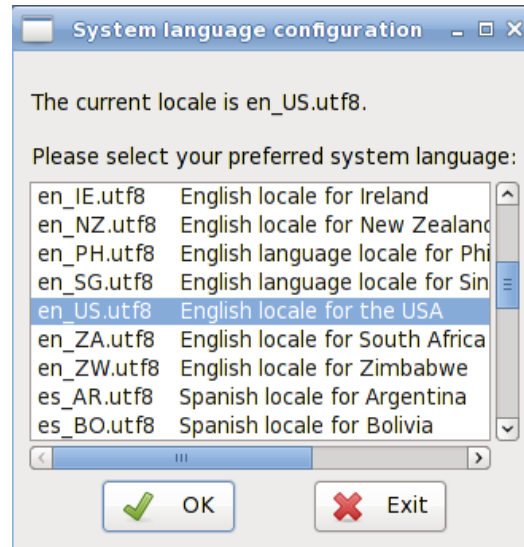 System language configuration
The current locale is en_US.utf8.
Please select your preferred system language:
en_IE.utf8 English locale for Ireland
en_NZ.utf8 English locale for New Zealand
en_PH.utf8 English language locale for Phi
en_SG.utf8 English language locale for Sin
en_US.utf8 English locale for the USA
en_ZA.utf8 English locale for South Africa
en_ZW.utf8 English locale for Zimbabwe
es_AR.utf8 Spanish locale for Argentina
es_BO.utf8 Spanish locale for Bolivia
OK Exit